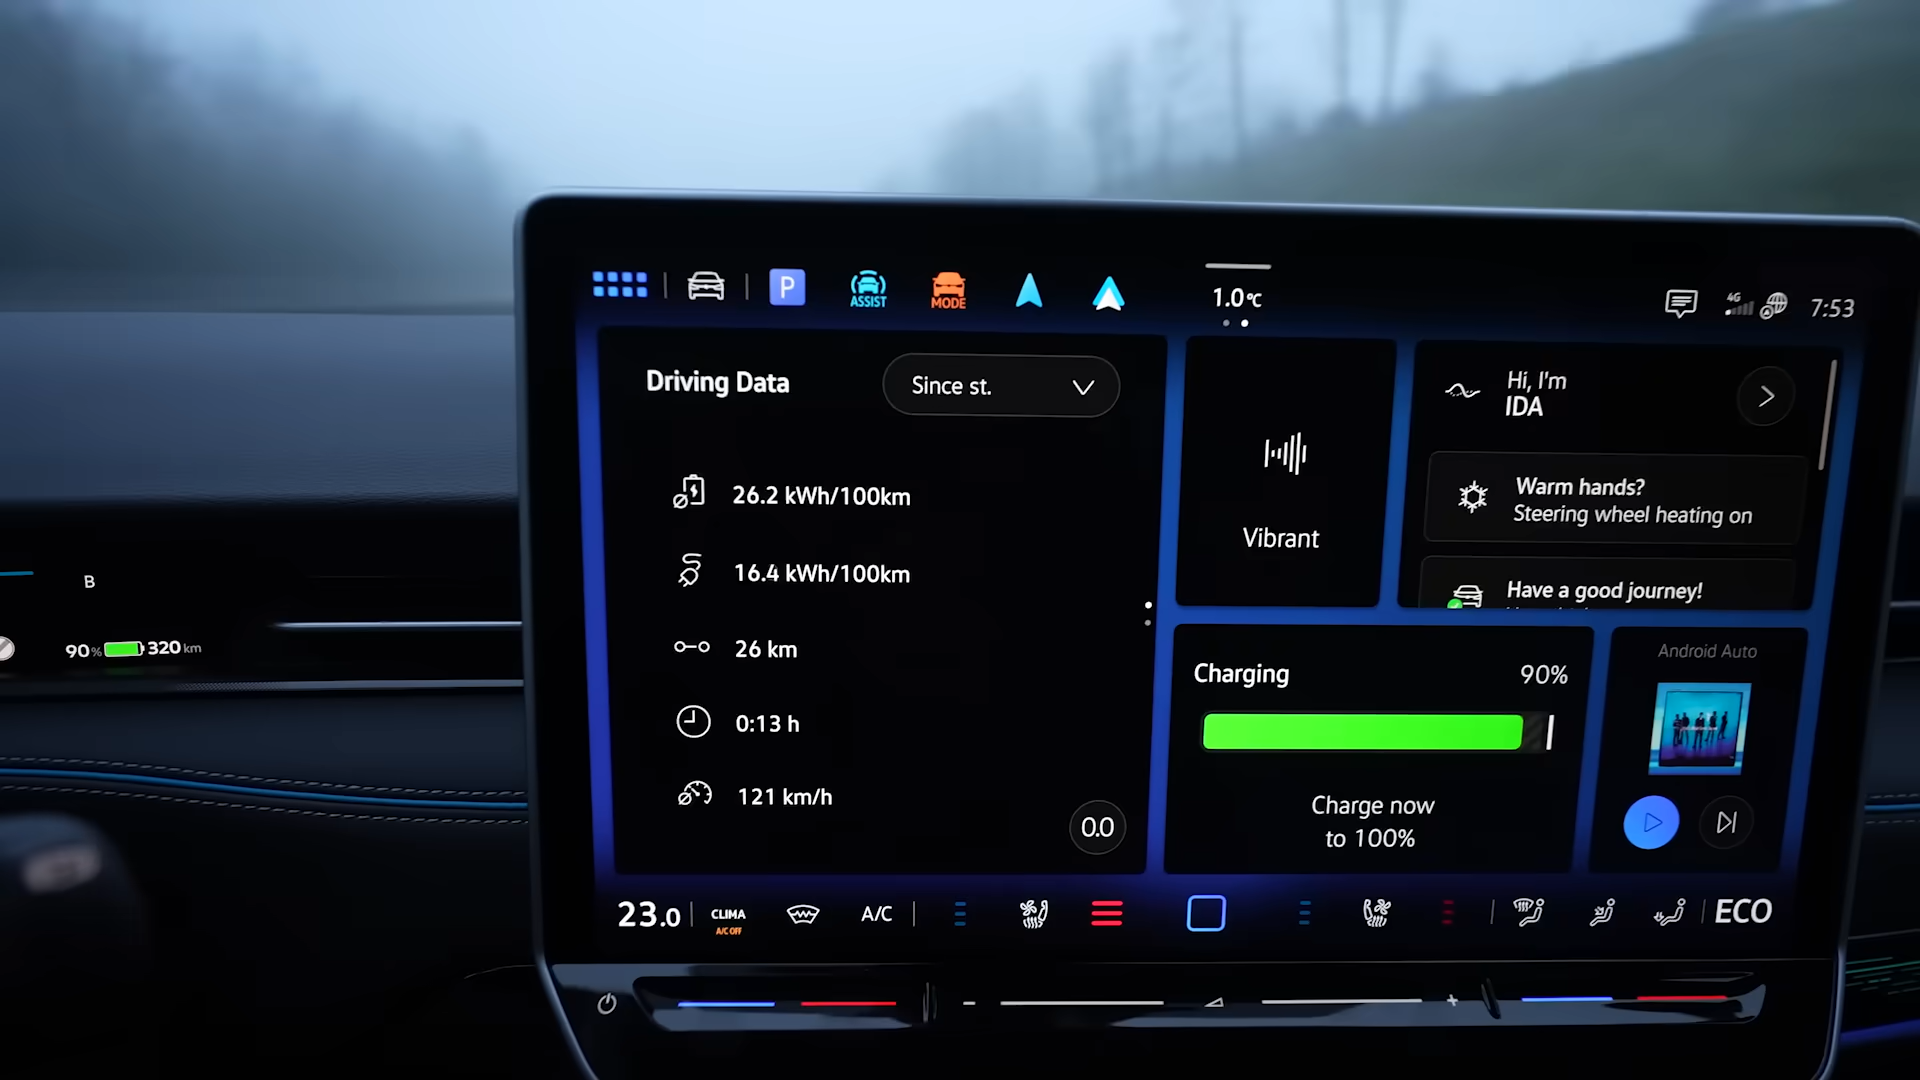 P
ASSIST
MODE
1.0°C
4G
7:53
Driving Data
Since st.
26.2 kWh/100km
16.4 kWh/100km
26 km
0:13 h
121 km/h
0.0
Vibrant
Hi, I'm
IDA
Warm hands?
Steering wheel heating on
Have a good journey!
B
90% 320 km
Charging 90%
Charge now
to 100%
Android Auto
23.0
CLIMA
A/C OFF
A/C
ECO
- +